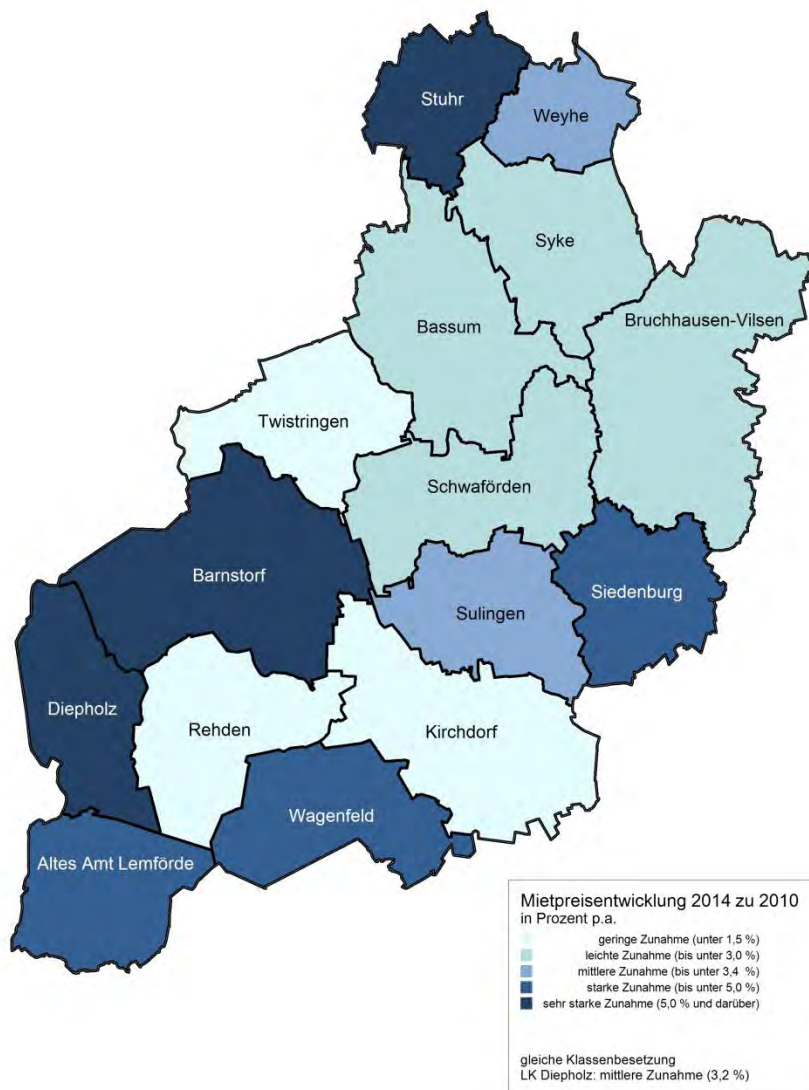 Stuhr
Weyhe
Syke
Bruchhausen-Vilsen
Bassum
Twistringen
Schwaförden
Barnstorf
Siedenburg
Sulingen
Diepholz
Rehden
Kirchdorf
Wagenfeld
Altes Amt Lemförde
Mietpreisentwicklung 2014 zu 2010
in Prozent p.a.
geringe Zunahme (unter 1,5 %)
leichte Zunahme (bis unter 3,0 %)
mittlere Zunahme (bis unter 3,4 %)
starke Zunahme (bis unter 5,0 %)
sehr starke Zunahme (5,0 % und darüber)
gleiche Klassenbesetzung
LK Diepholz: mittlere Zunahme (3,2 %)